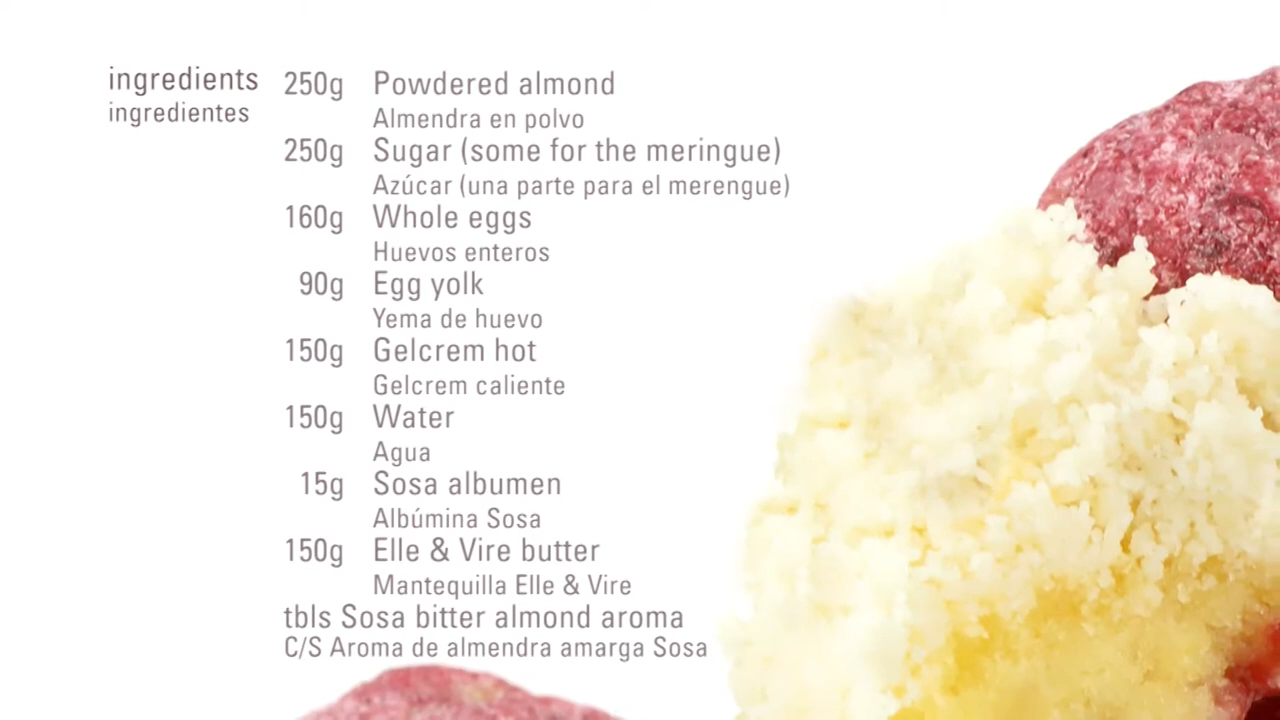 ingredients
ingredientes
250g Powdered almond
Almendra en polvo
250g Sugar (some for the meringue)
Azúcar (una parte para el merengue)
160g Whole eggs
Huevos enteros
90g Egg yolk
Yema de huevo
150g Gelcrem hot
Gelcrem caliente
150g Water
Agua
15g Sosa albumen
Albúmina Sosa
150g Elle & Vire butter
Mantequilla Elle & Vire
tbls Sosa bitter almond aroma
C/S Aroma de almendra amarga Sosa